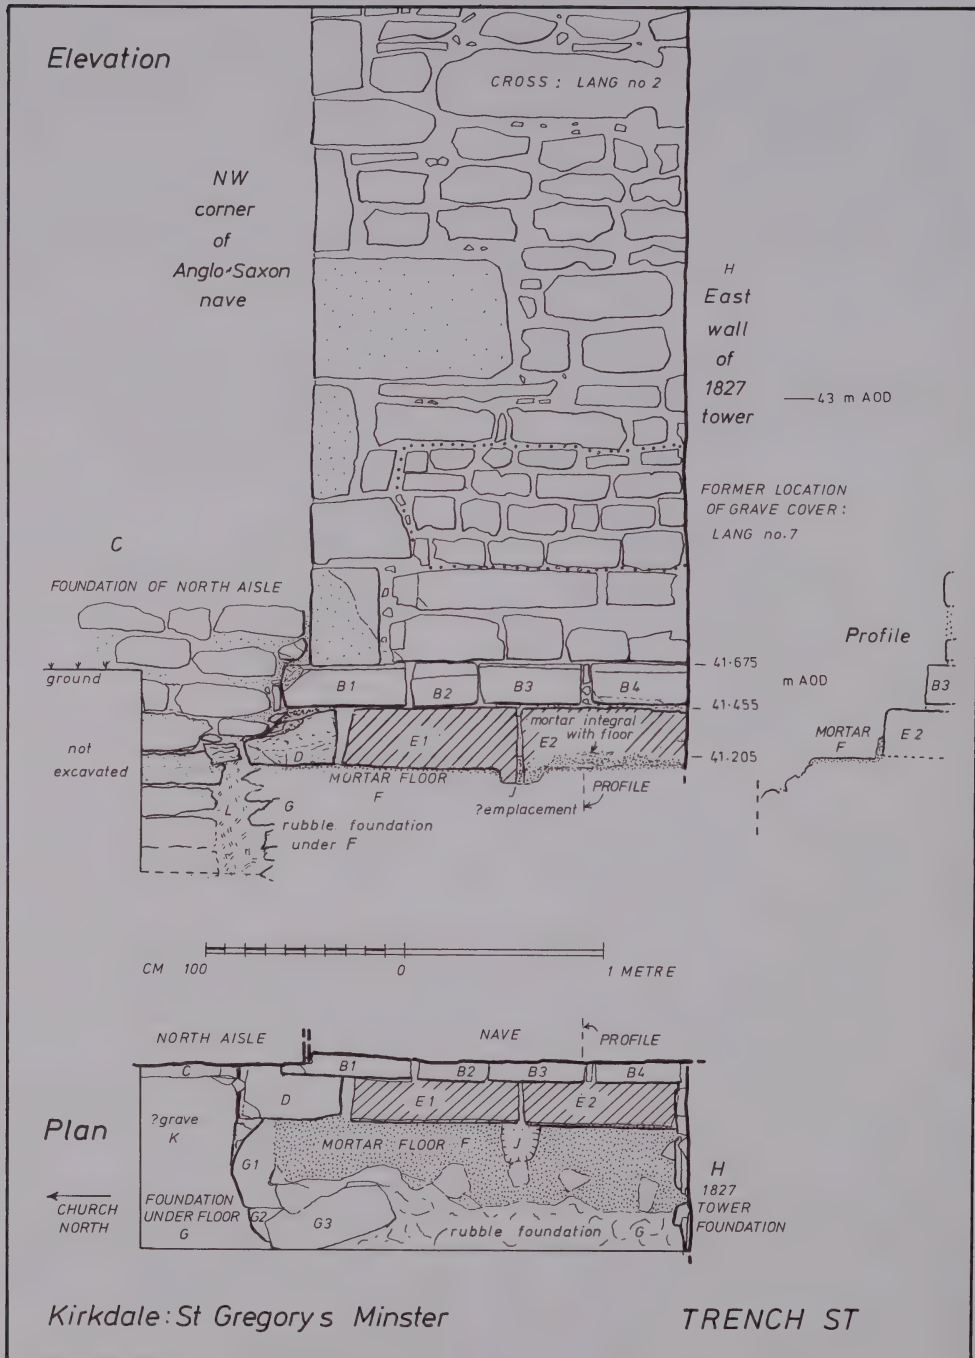 Elevation
CROSS : LANG no 2
NW
corner
of
Anglo-Saxon
nave
H
East
wall
of
1827
tower
43 m AOD
FORMER LOCATION
OF GRAVE COVER :
LANG no. 7
C
FOUNDATION OF NORTH AISLE
Profile
ground
B1
B2
B3
B4
41·675
m AOD
41·455
B3
not
excavated
D
E1
E2
mortar integral
with floor
41·205
MORTAR
F
E2
MORTAR FLOOR
F
J
?emplacement
PROFILE
L
G
rubble foundation
under F
CM 100
0
1 METRE
NORTH AISLE
NAVE
PROFILE
C
B1
B2
B3
B4
D
E1
E2
?grave
K
Plan
MORTAR FLOOR F
J
G1
CHURCH
NORTH
FOUNDATION
UNDER FLOOR
G
G2
G3
rubble foundation G
H
1827
TOWER
FOUNDATION
Kirkdale : St Gregory s Minster
TRENCH ST